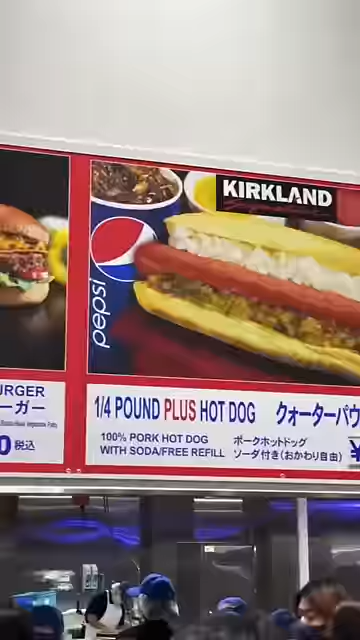 KIRKLAND
pepsi
URGER
ーガー
0 税込
1/4 POUND PLUS HOT DOG クォーターパウ
100% PORK HOT DOG
WITH SODA/FREE REFILL
ポークホットドッグ
ソーダ付き(おかわり自由)
¥